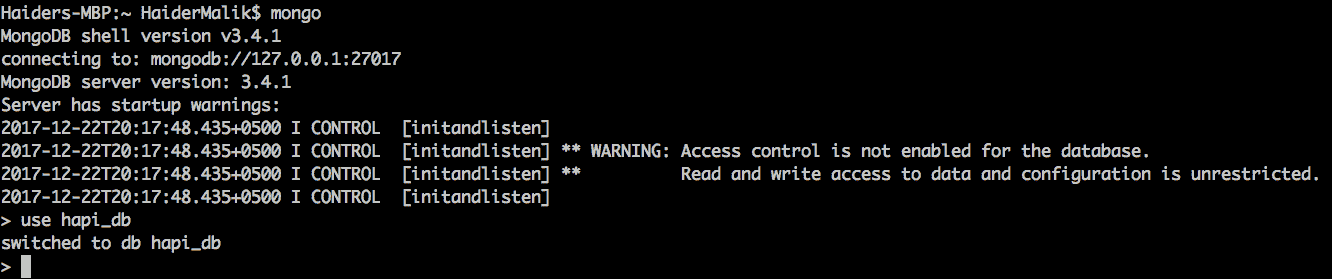 Haiders-MBP:~ HaiderMalik$ mongo
MongoDB shell version v3.4.1
connecting to: mongodb://127.0.0.1:27017
MongoDB server version: 3.4.1
Server has startup warnings:
2017-12-22T20:17:48.435+0500 I CONTROL  [initandlisten]
2017-12-22T20:17:48.435+0500 I CONTROL  [initandlisten] ** WARNING: Access control is not enabled for the database.
2017-12-22T20:17:48.435+0500 I CONTROL  [initandlisten] **          Read and write access to data and configuration is unrestricted.
2017-12-22T20:17:48.435+0500 I CONTROL  [initandlisten]
> use hapi_db
switched to db hapi_db
>